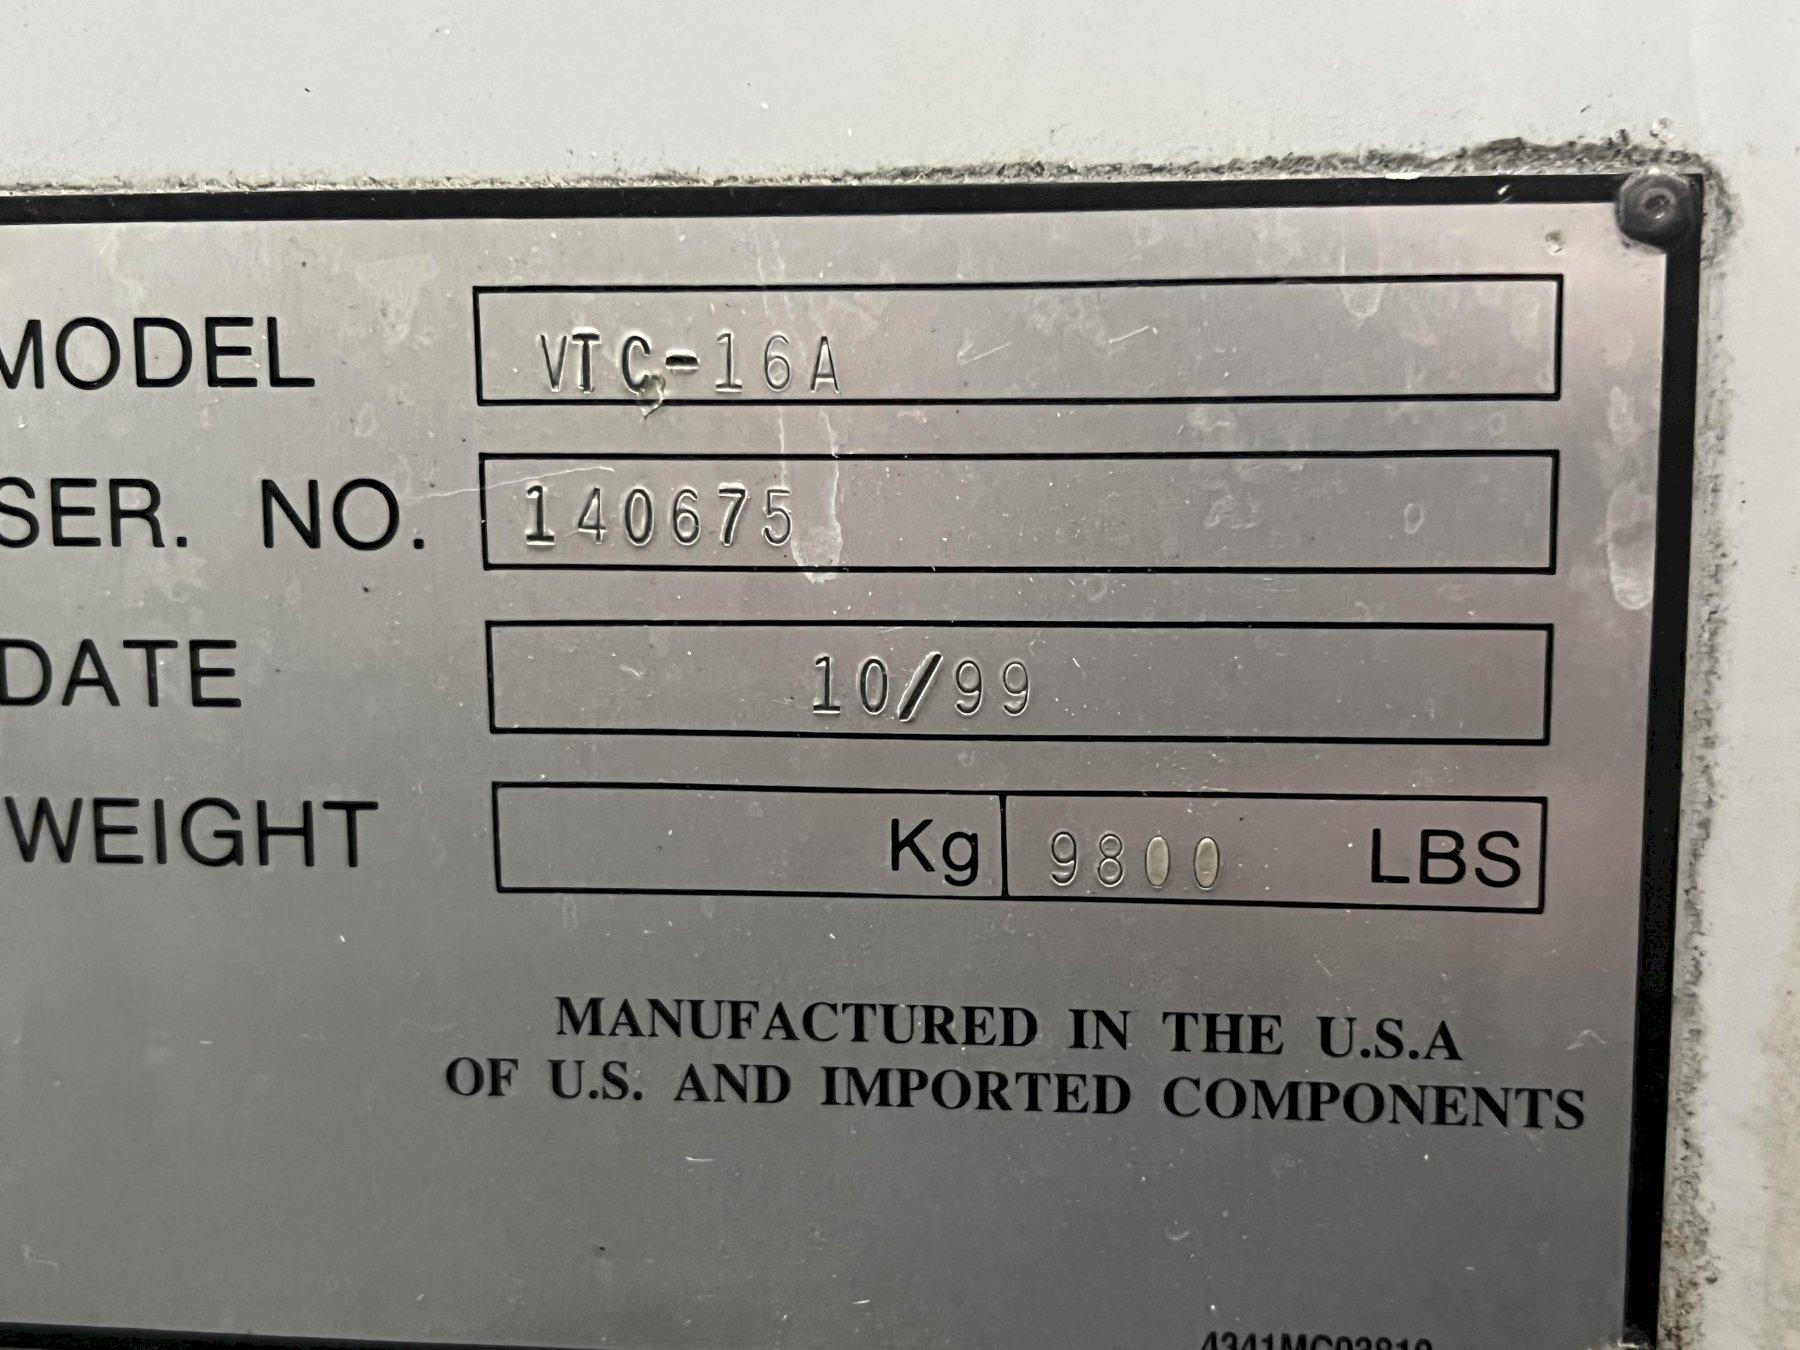 MODEL VTC-16A
SER. NO. 140675
DATE 10/99
WEIGHT Kg 9800 LBS
MANUFACTURED IN THE U.S.A
OF U.S. AND IMPORTED COMPONENTS